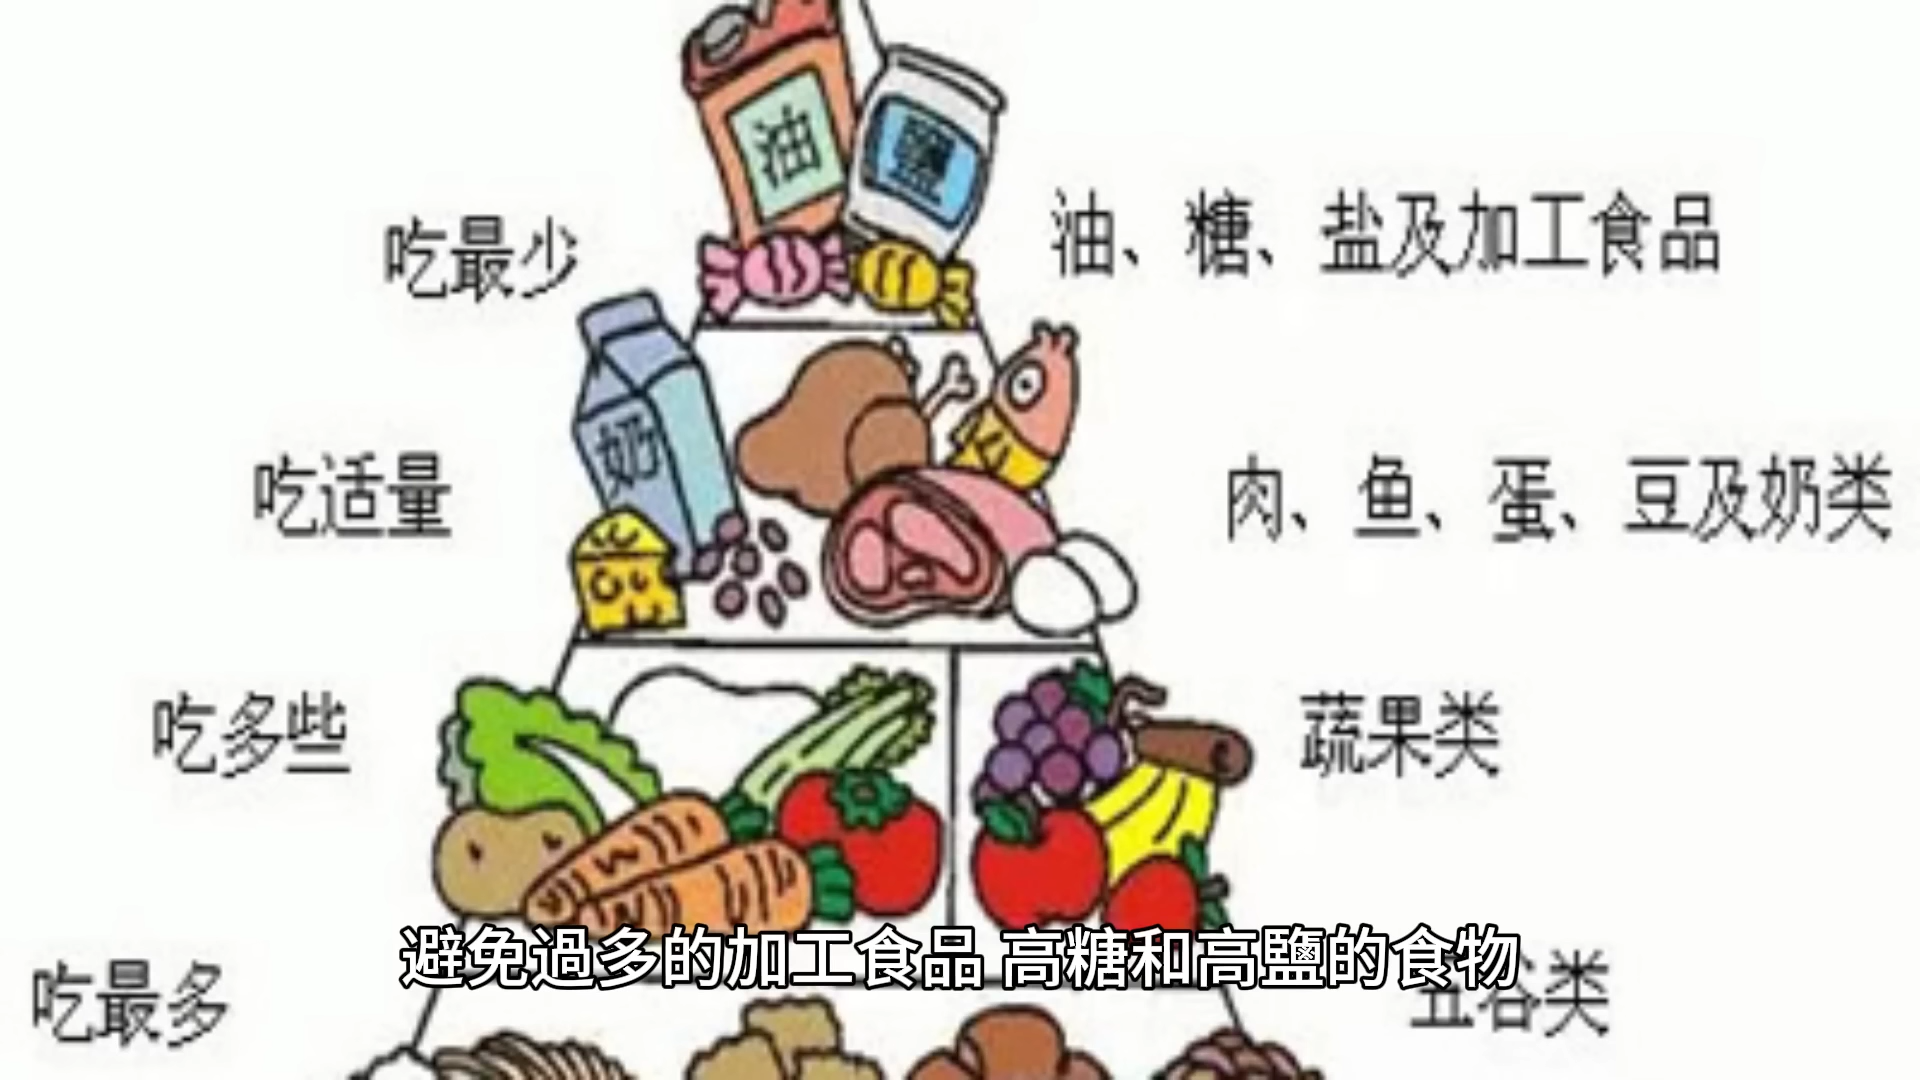 油
鹽
吃最少
油、糖、盐及加工食品
奶
吃适量
肉、鱼、蛋、豆及奶类
吃多些
蔬果类
避免過多的加工食品 高糖和高鹽的食物
吃最多
五谷类